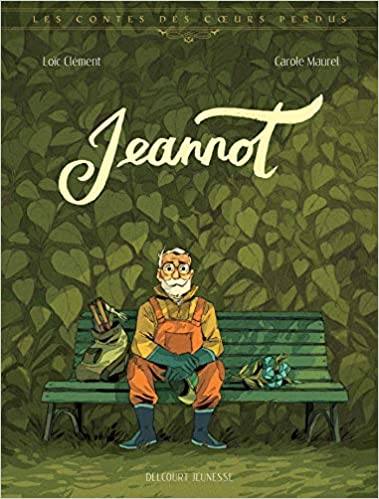 LES CONTES DES CŒURS PERDUS
Loïc Clément Carole Maurel
Jeannot
DELCOURT JEUNESSE